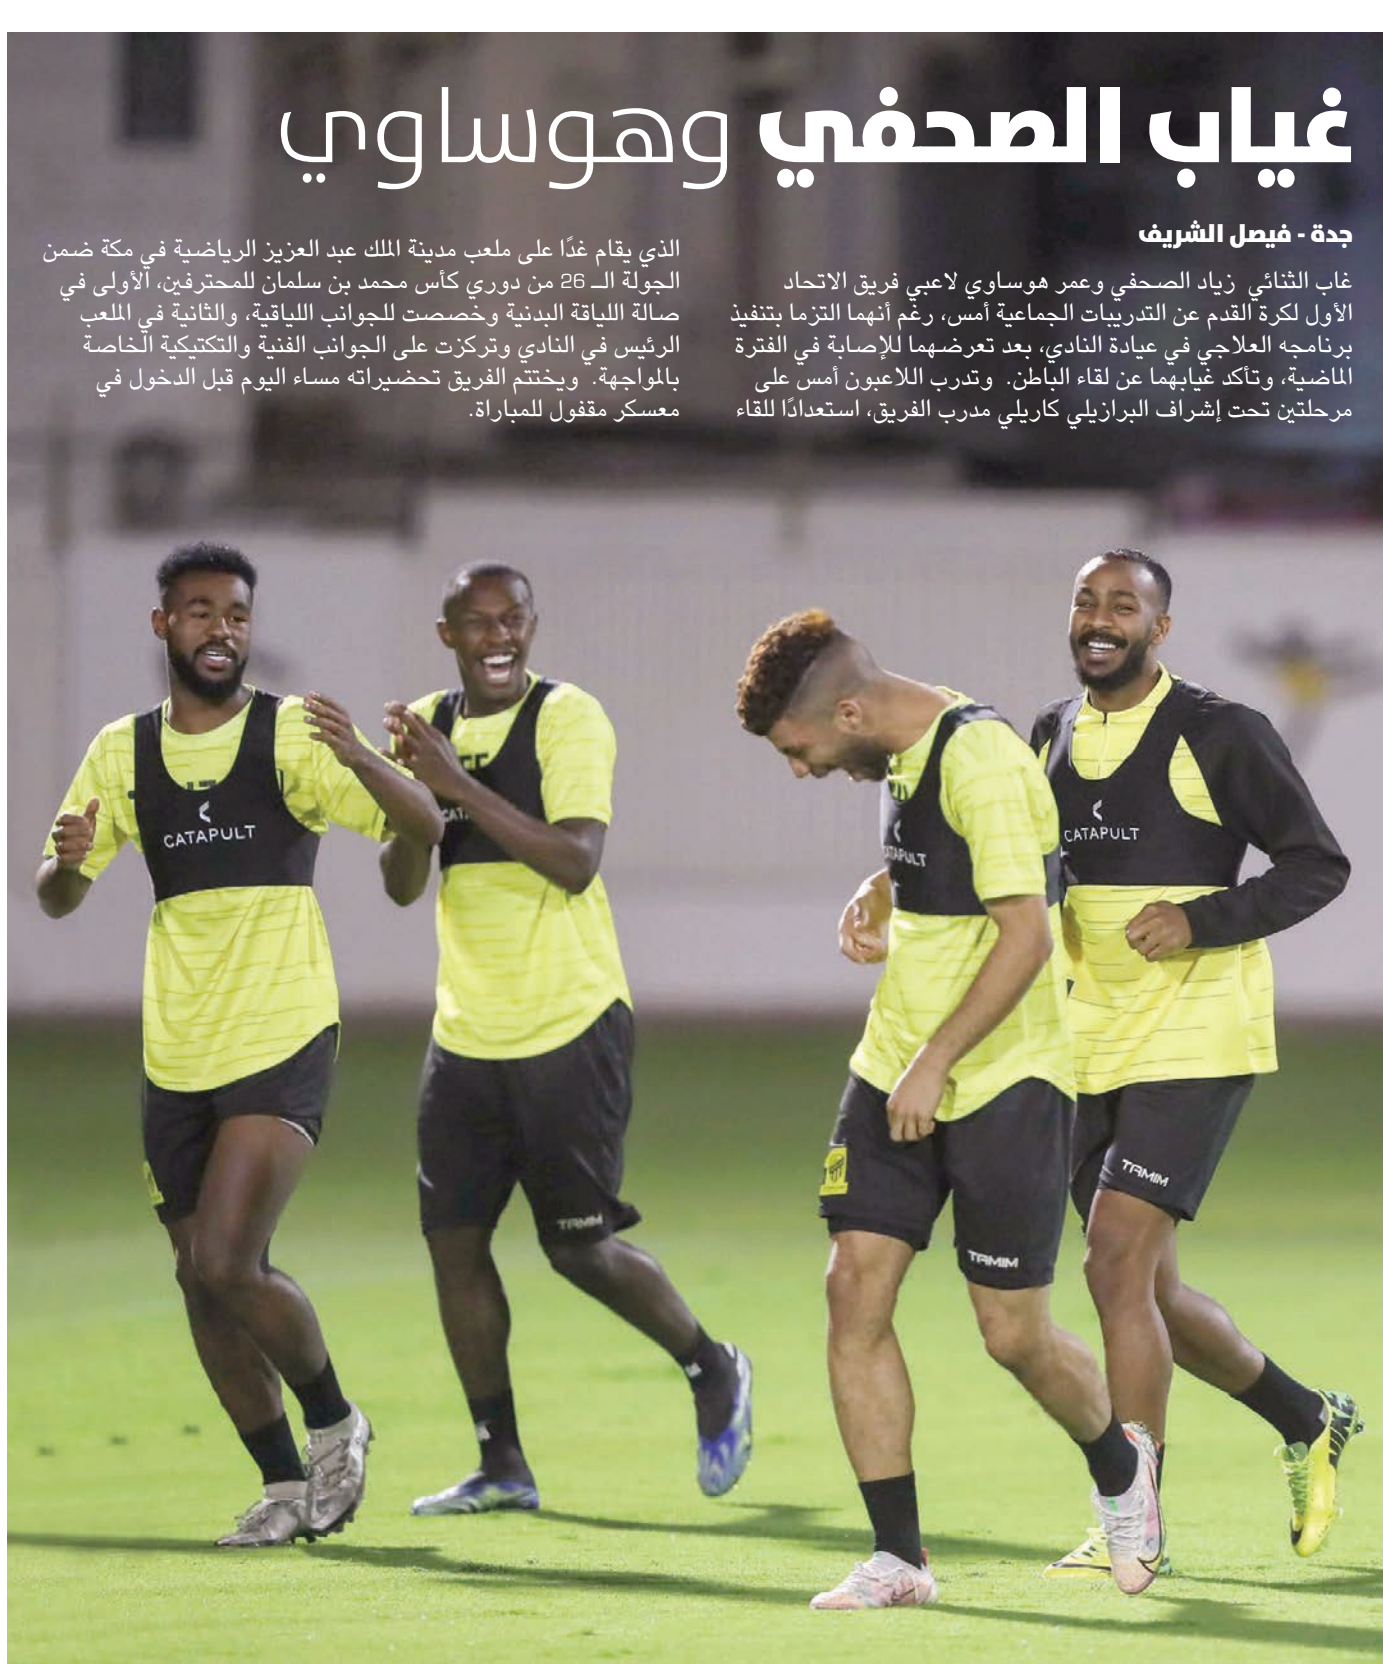 غياب الصحفي وهوساوي
جدة - فيصل الشريف
غاب الثنائي زياد الصحفي وعمر هوساوي لاعبي فريق الاتحاد
الأول لكرة القدم عن التدريبات الجماعية أمس، رغم أنهما التزما بتنفيذ
برنامجه العلاجي في عيادة النادي، بعد تعرضهما للإصابة في الفترة
الماضية، وتأكد غيابهما عن لقاء الباطن. وتدرب اللاعبون أمس على
مرحلتين تحت إشراف البرازيلي كاريلي مدرب الفريق، استعدادًا للقاء
الذي يقام غدًا على ملعب مدينة الملك عبد العزيز الرياضية في مكة ضمن
الجولة الـ 26 من دوري كأس محمد بن سلمان للمحترفين، الأولى في
صالة اللياقة البدنية وخصصت للجوانب اللياقية، والثانية في الملعب
الرئيس في النادي وتركزت على الجوانب الفنية والتكتيكية الخاصة
بالمواجهة. ويختتم الفريق تحضيراته مساء اليوم قبل الدخول في
معسكر مقفول للمباراة.
CATAPULT
CATAPULT
TAMIM
TAMIM
TAMIM